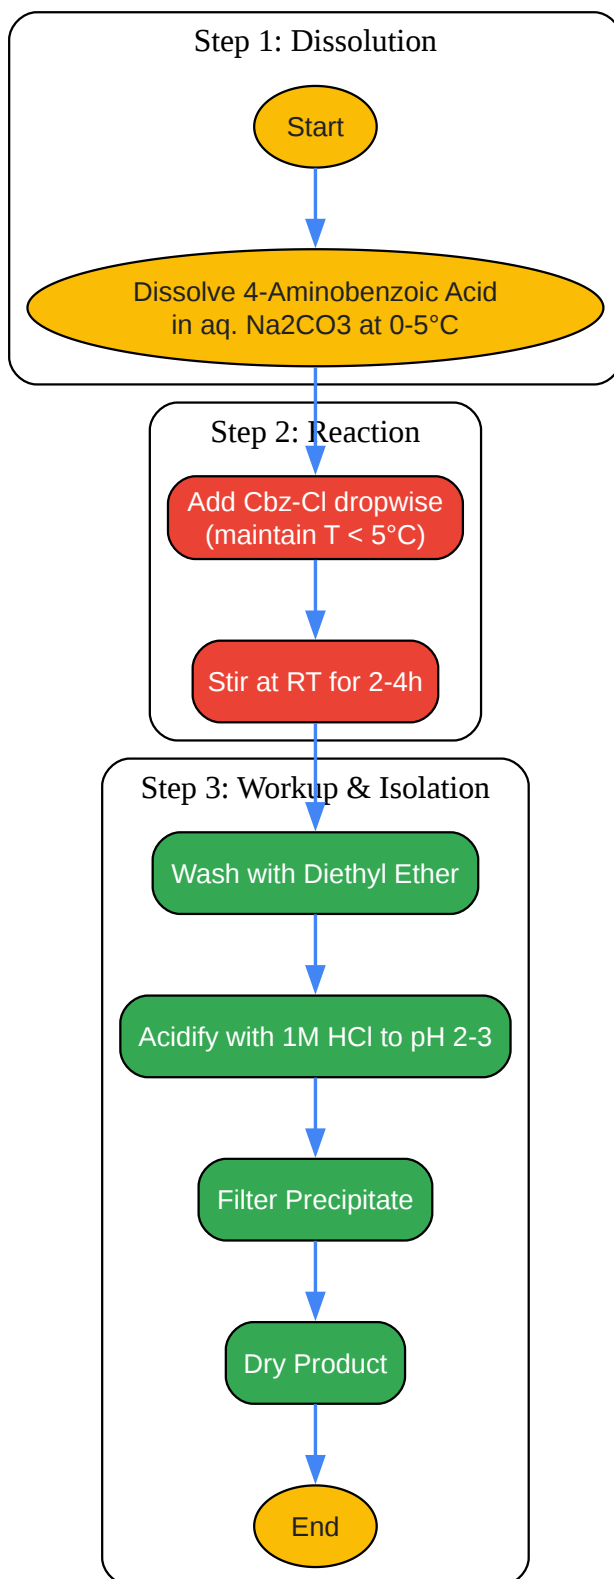 Step 1: Dissolution
Start
Dissolve 4-Aminobenzoic Acid
in aq. Na2CO3 at 0-5°C
Step 2: Reaction
Add Cbz-Cl dropwise
(maintain T < 5°C)
Stir at RT for 2-4h
Step 3: Workup & Isolation
Wash with Diethyl Ether
Acidify with 1M HCl to pH 2-3
Filter Precipitate
Dry Product
End